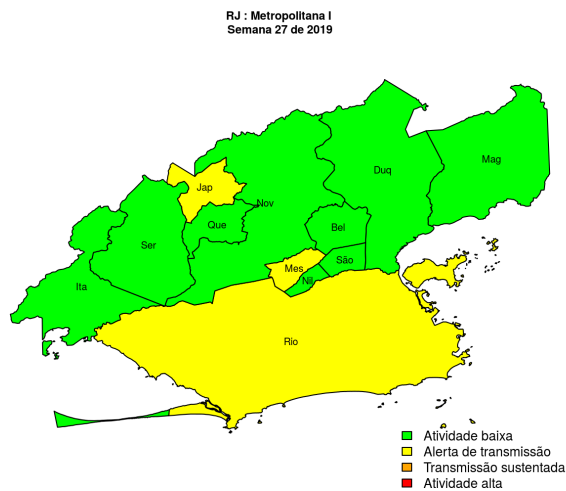 RJ : Metropolitana I
Semana 27 de 2019
Mag
Duq
Jap
Nov
Que
Bel
Ser
São
Mes
Nil
Ita
Rio
Atividade baixa
Alerta de transmissão
Transmissão sustentada
Atividade alta